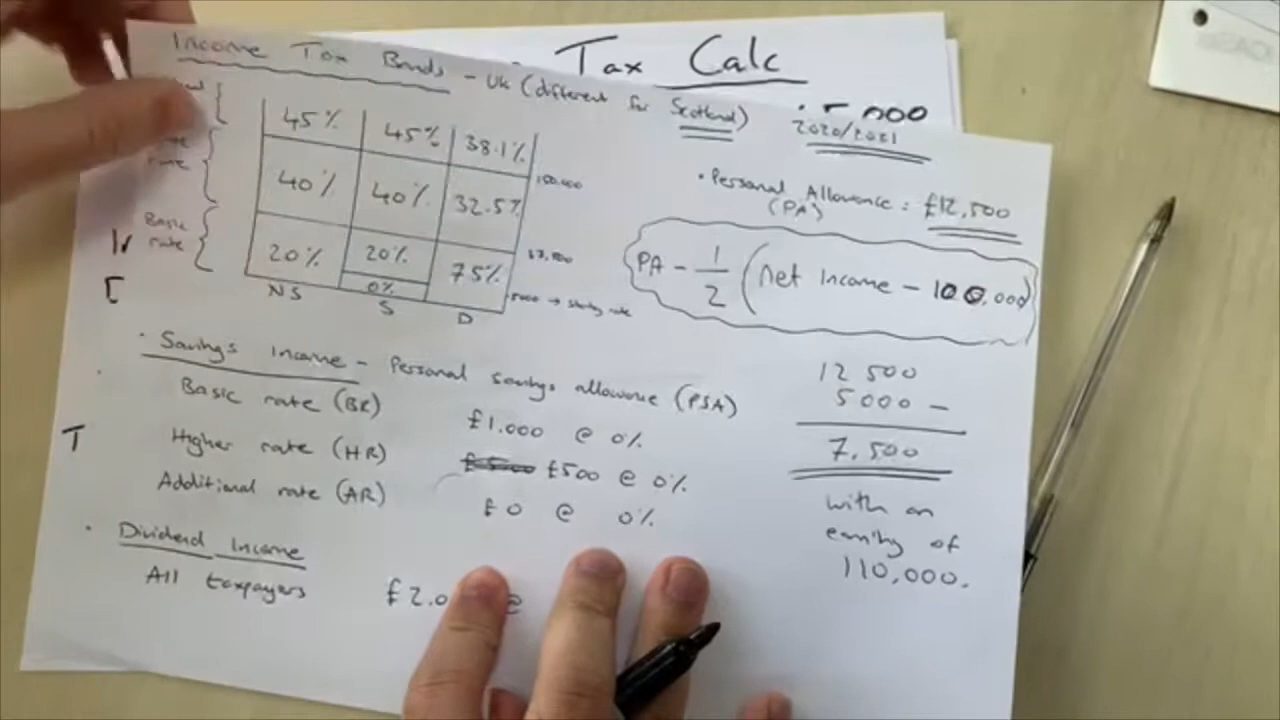 Tax Calc
Income Tax Bands - UK (different for Scotland)
2020/2021
45% 45% 38.1%
150.000
40% 40% 32.5%
Basic
rate
20% 20% 7.5%
0%
5000 → starting rate
NS S D
• Personal Allowance: £12,500
(PA)
PA - 1/2 (net income - 100,000)
12 500
5000 -
7,500
with an
earning of
110,000.
• Savings Income - Personal savings allowance (PSA)
Basic rate (BR) £1.000 @ 0%
Higher rate (HR) £500 @ 0%
Additional rate (AR) £0 @ 0%
• Dividend Income
All taxpayers £2.0 @